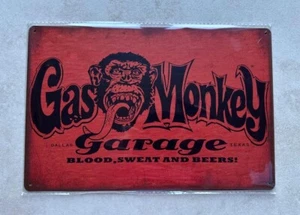 Gas Monkey
DALLAS TEXAS
Garage
BLOOD, SWEAT AND BEERS!